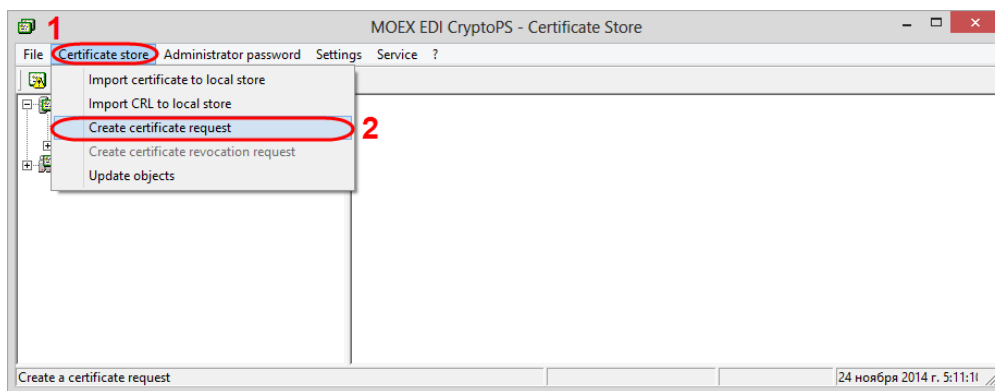 1
MOEX EDI CryptoPS - Certificate Store
File Certificate store Administrator password Settings Service ?
Import certificate to local store
Import CRL to local store
Create certificate request 2
Create certificate revocation request
Update objects
Create a certificate request 24 ноября 2014 г. 5:11:1